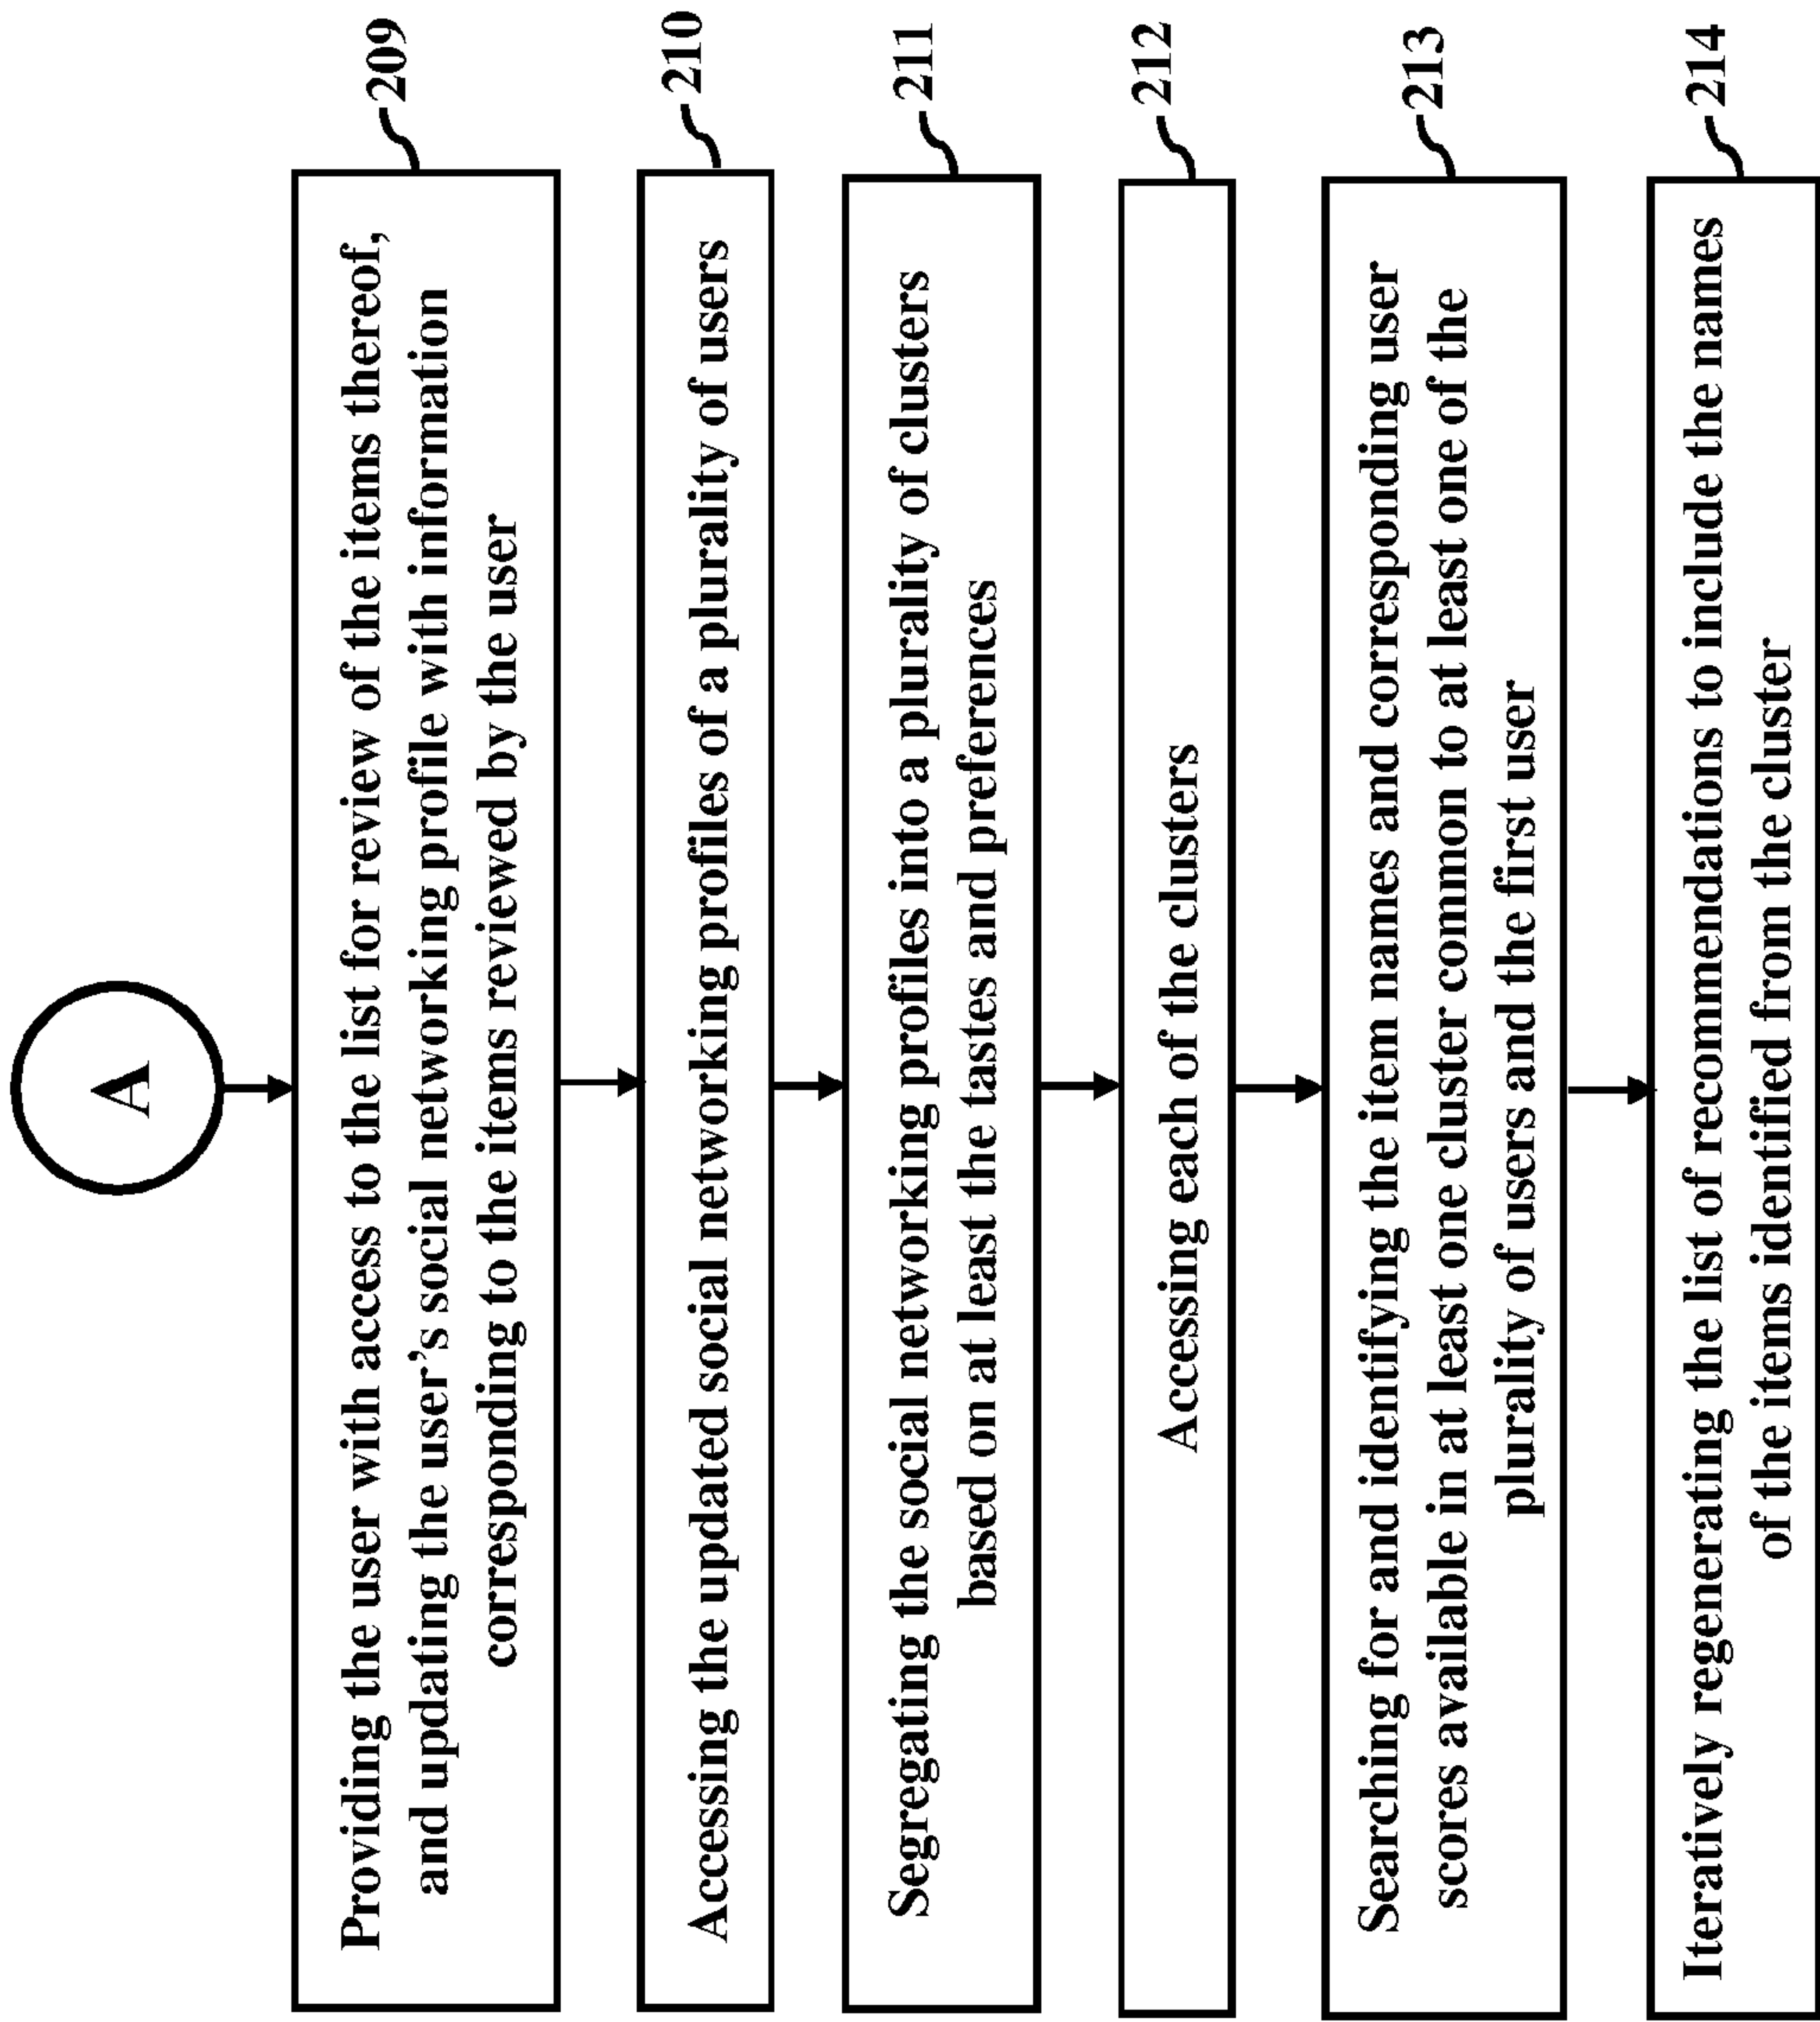 A
Providing the user with access to the list for review of the items thereof,
and updating the user's social networking profile with information
corresponding to the items reviewed by the user
209
Accessing the updated social networking profiles of a plurality of users
210
Segregating the social networking profiles into a plurality of clusters
based on at least the tastes and preferences
211
Accessing each of the clusters
212
Searching for and identifying the item names and corresponding user
scores available in at least one cluster common to at least one of the
plurality of users and the first user
213
Iteratively regenerating the list of recommendations to include the names
of the items identified from the cluster
214